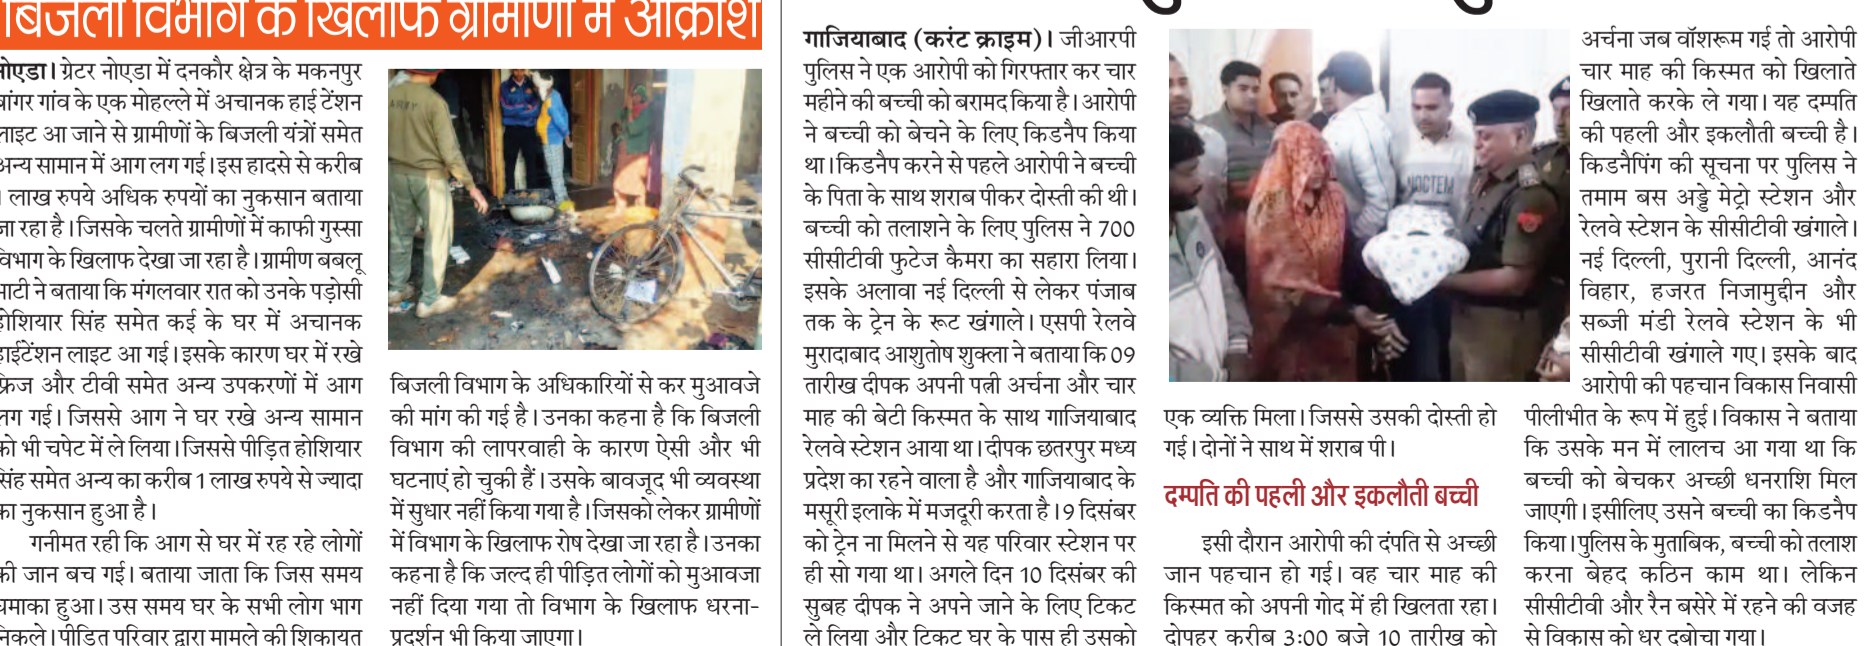 बिजली विभाग के खिलाफ ग्रामीणों में आक्रोश
नोएडा। ग्रेटर नोएडा में दनकौर क्षेत्र के मकनपुर
बांगर गांव के एक मोहल्ले में अचानक हाई टेंशन
लाइट आ जाने से ग्रामीणों के बिजली यंत्रों समेत
अन्य सामान में आग लग गई। इस हादसे से करीब
1 लाख रुपये अधिक रुपयों का नुकसान बताया
जा रहा है। जिसके चलते ग्रामीणों में काफी गुस्सा
विभाग के खिलाफ देखा जा रहा है। ग्रामीण बबलू
भाटी ने बताया कि मंगलवार रात को उनके पड़ोसी
होशियार सिंह समेत कई के घर में अचानक
हाईटेंशन लाइट आ गई। इसके कारण घर में रखे
फ्रिज और टीवी समेत अन्य उपकरणों में आग
लग गई। जिससे आग ने घर रखे अन्य सामान
को भी चपेट में ले लिया। जिससे पीड़ित होशियार
सिंह समेत अन्य का करीब 1 लाख रुपये से ज्यादा
का नुकसान हुआ है।
गनीमत रही कि आग से घर में रह रहे लोगों
की जान बच गई। बताया जाता कि जिस समय
धमाका हुआ। उस समय घर के सभी लोग भाग
निकले। पीड़ित परिवार द्वारा मामले की शिकायत
बिजली विभाग के अधिकारियों से कर मुआवजे
की मांग की गई है। उनका कहना है कि बिजली
विभाग की लापरवाही के कारण ऐसी और भी
घटनाएं हो चुकी हैं। उसके बावजूद भी व्यवस्था
में सुधार नहीं किया गया है। जिसको लेकर ग्रामीणों
में विभाग के खिलाफ रोष देखा जा रहा है। उनका
कहना है कि जल्द ही पीड़ित लोगों को मुआवजा
नहीं दिया गया तो विभाग के खिलाफ धरना-
प्रदर्शन भी किया जाएगा।
गाजियाबाद (करंट क्राइम)। जीआरपी
पुलिस ने एक आरोपी को गिरफ्तार कर चार
महीने की बच्ची को बरामद किया है। आरोपी
ने बच्ची को बेचने के लिए किडनैप किया
था। किडनैप करने से पहले आरोपी ने बच्ची
के पिता के साथ शराब पीकर दोस्ती की थी।
बच्ची को तलाशने के लिए पुलिस ने 700
सीसीटीवी फुटेज कैमरा का सहारा लिया।
इसके अलावा नई दिल्ली से लेकर पंजाब
तक के ट्रेन के रूट खंगाले। एसपी रेलवे
मुरादाबाद आशुतोष शुक्ला ने बताया कि 09
तारीख दीपक अपनी पत्नी अर्चना और चार
माह की बेटी किस्मत के साथ गाजियाबाद
रेलवे स्टेशन आया था। दीपक छतरपुर मध्य
प्रदेश का रहने वाला है और गाजियाबाद के
मसूरी इलाके में मजदूरी करता है। 9 दिसंबर
को ट्रेन ना मिलने से यह परिवार स्टेशन पर
ही सो गया था। अगले दिन 10 दिसंबर की
सुबह दीपक ने अपने जाने के लिए टिकट
ले लिया और टिकट घर के पास ही उसको
एक व्यक्ति मिला। जिससे उसकी दोस्ती हो
गई। दोनों ने साथ में शराब पी।
दम्पति की पहली और इकलौती बच्ची
इसी दौरान आरोपी की दंपति से अच्छी
जान पहचान हो गई। वह चार माह की
किस्मत को अपनी गोद में ही खिलता रहा।
दोपहर करीब 3:00 बजे 10 तारीख को
अर्चना जब वॉशरूम गई तो आरोपी
चार माह की किस्मत को खिलाते
खिलाते करके ले गया। यह दम्पति
की पहली और इकलौती बच्ची है।
किडनैपिंग की सूचना पर पुलिस ने
तमाम बस अड्डे मेट्रो स्टेशन और
रेलवे स्टेशन के सीसीटीवी खंगाले।
नई दिल्ली, पुरानी दिल्ली, आनंद
विहार, हजरत निजामुद्दीन और
सब्जी मंडी रेलवे स्टेशन के भी
सीसीटीवी खंगाले गए। इसके बाद
आरोपी की पहचान विकास निवासी
पीलीभीत के रूप में हुई। विकास ने बताया
कि उसके मन में लालच आ गया था कि
बच्ची को बेचकर अच्छी धनराशि मिल
जाएगी। इसीलिए उसने बच्ची का किडनैप
किया। पुलिस के मुताबिक, बच्ची को तलाश
करना बेहद कठिन काम था। लेकिन
सीसीटीवी और रैन बसेरे में रहने की वजह
से विकास को धर दबोचा गया।